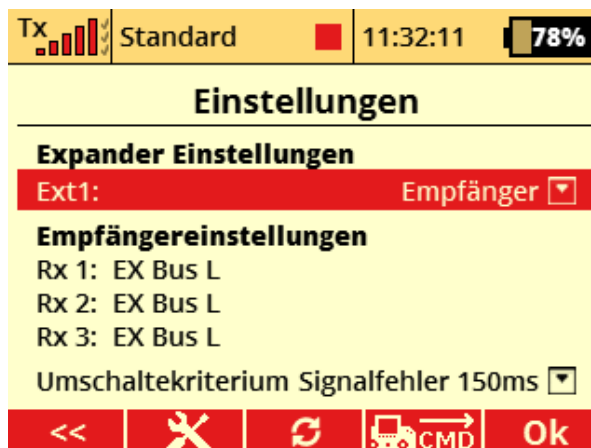 Tx Standard 11:32:11 78%
Einstellungen
Expander Einstellungen
Ext1: Empfänger
Empfängereinstellungen
Rx 1: EX Bus L
Rx 2: EX Bus L
Rx 3: EX Bus L
Umschaltekriterium Signalfehler 150ms
<< CMD Ok